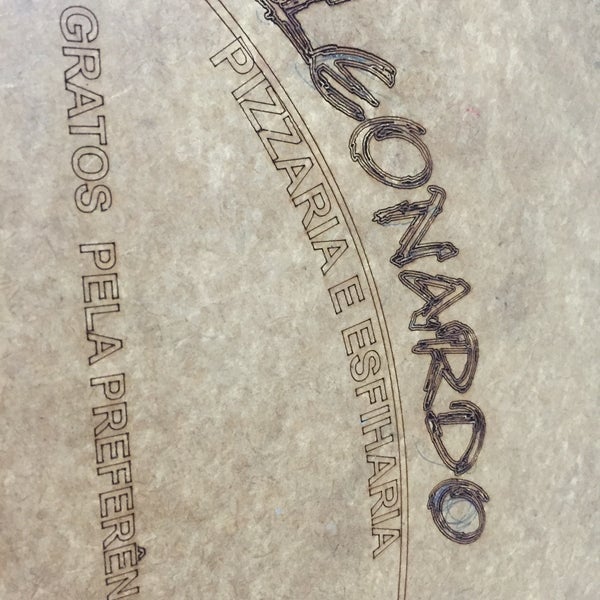 LEONARDO
PIZZARIA E ESFIHARIA
GRATOS PELA PREFERÊN